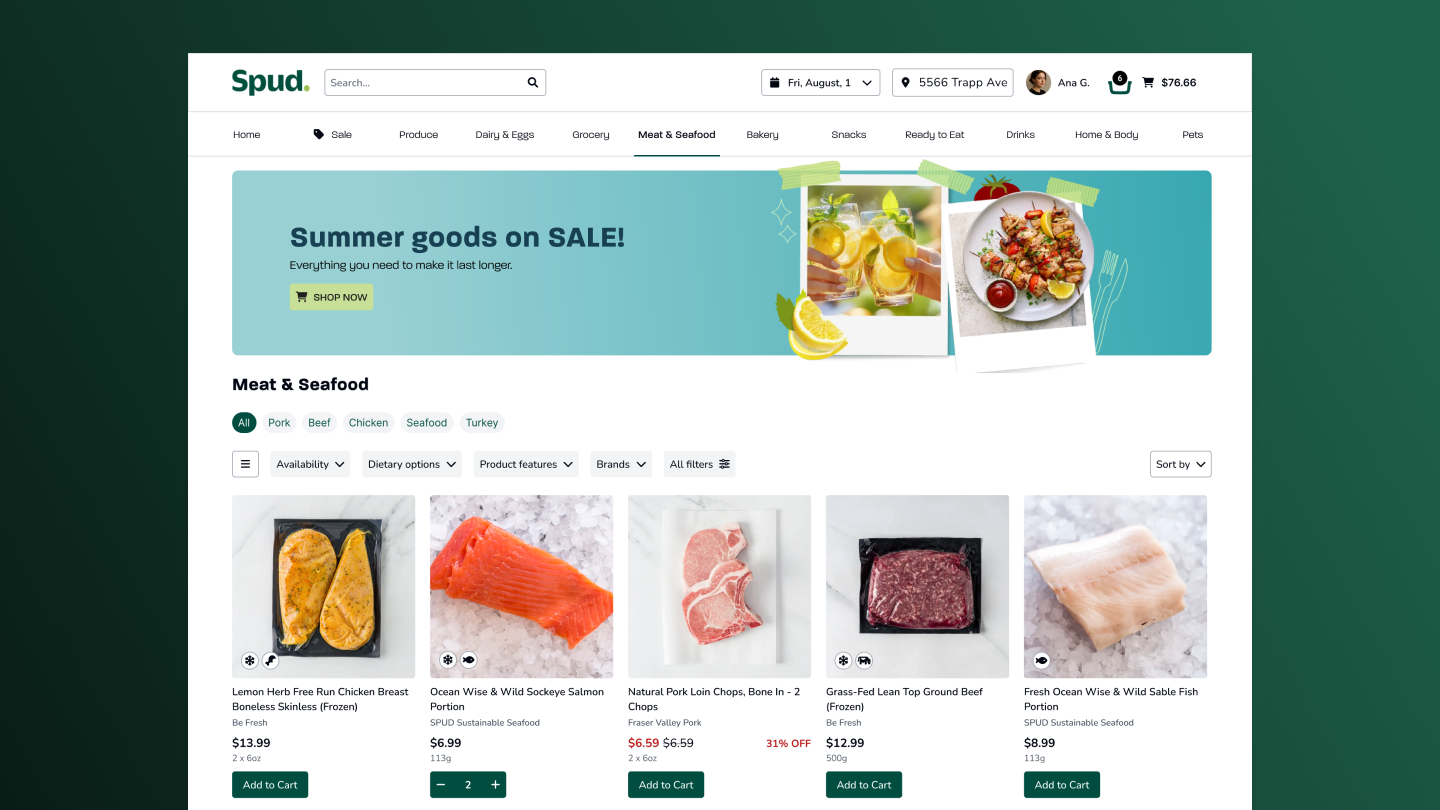 Spud.
Search...
Fri, August, 1
5566 Trapp Ave
Ana G.
6
$76.66
Home
Sale
Produce
Dairy & Eggs
Grocery
Meat & Seafood
Bakery
Snacks
Ready to Eat
Drinks
Home & Body
Pets
Summer goods on SALE!
Everything you need to make it last longer.
SHOP NOW
Meat & Seafood
All
Pork
Beef
Chicken
Seafood
Turkey
Availability
Dietary options
Product features
Brands
All filters
Sort by
Lemon Herb Free Run Chicken Breast
Boneless Skinless (Frozen)
Be Fresh
$13.99
2 x 6oz
Add to Cart
Ocean Wise & Wild Sockeye Salmon
Portion
SPUD Sustainable Seafood
$6.99
113g
− 2 +
Natural Pork Loin Chops, Bone In - 2
Chops
Fraser Valley Pork
$6.59 $6.59 31% OFF
2 x 6oz
Add to Cart
Grass-Fed Lean Top Ground Beef
(Frozen)
Be Fresh
$12.99
500g
Add to Cart
Fresh Ocean Wise & Wild Sable Fish
Portion
SPUD Sustainable Seafood
$8.99
113g
Add to Cart